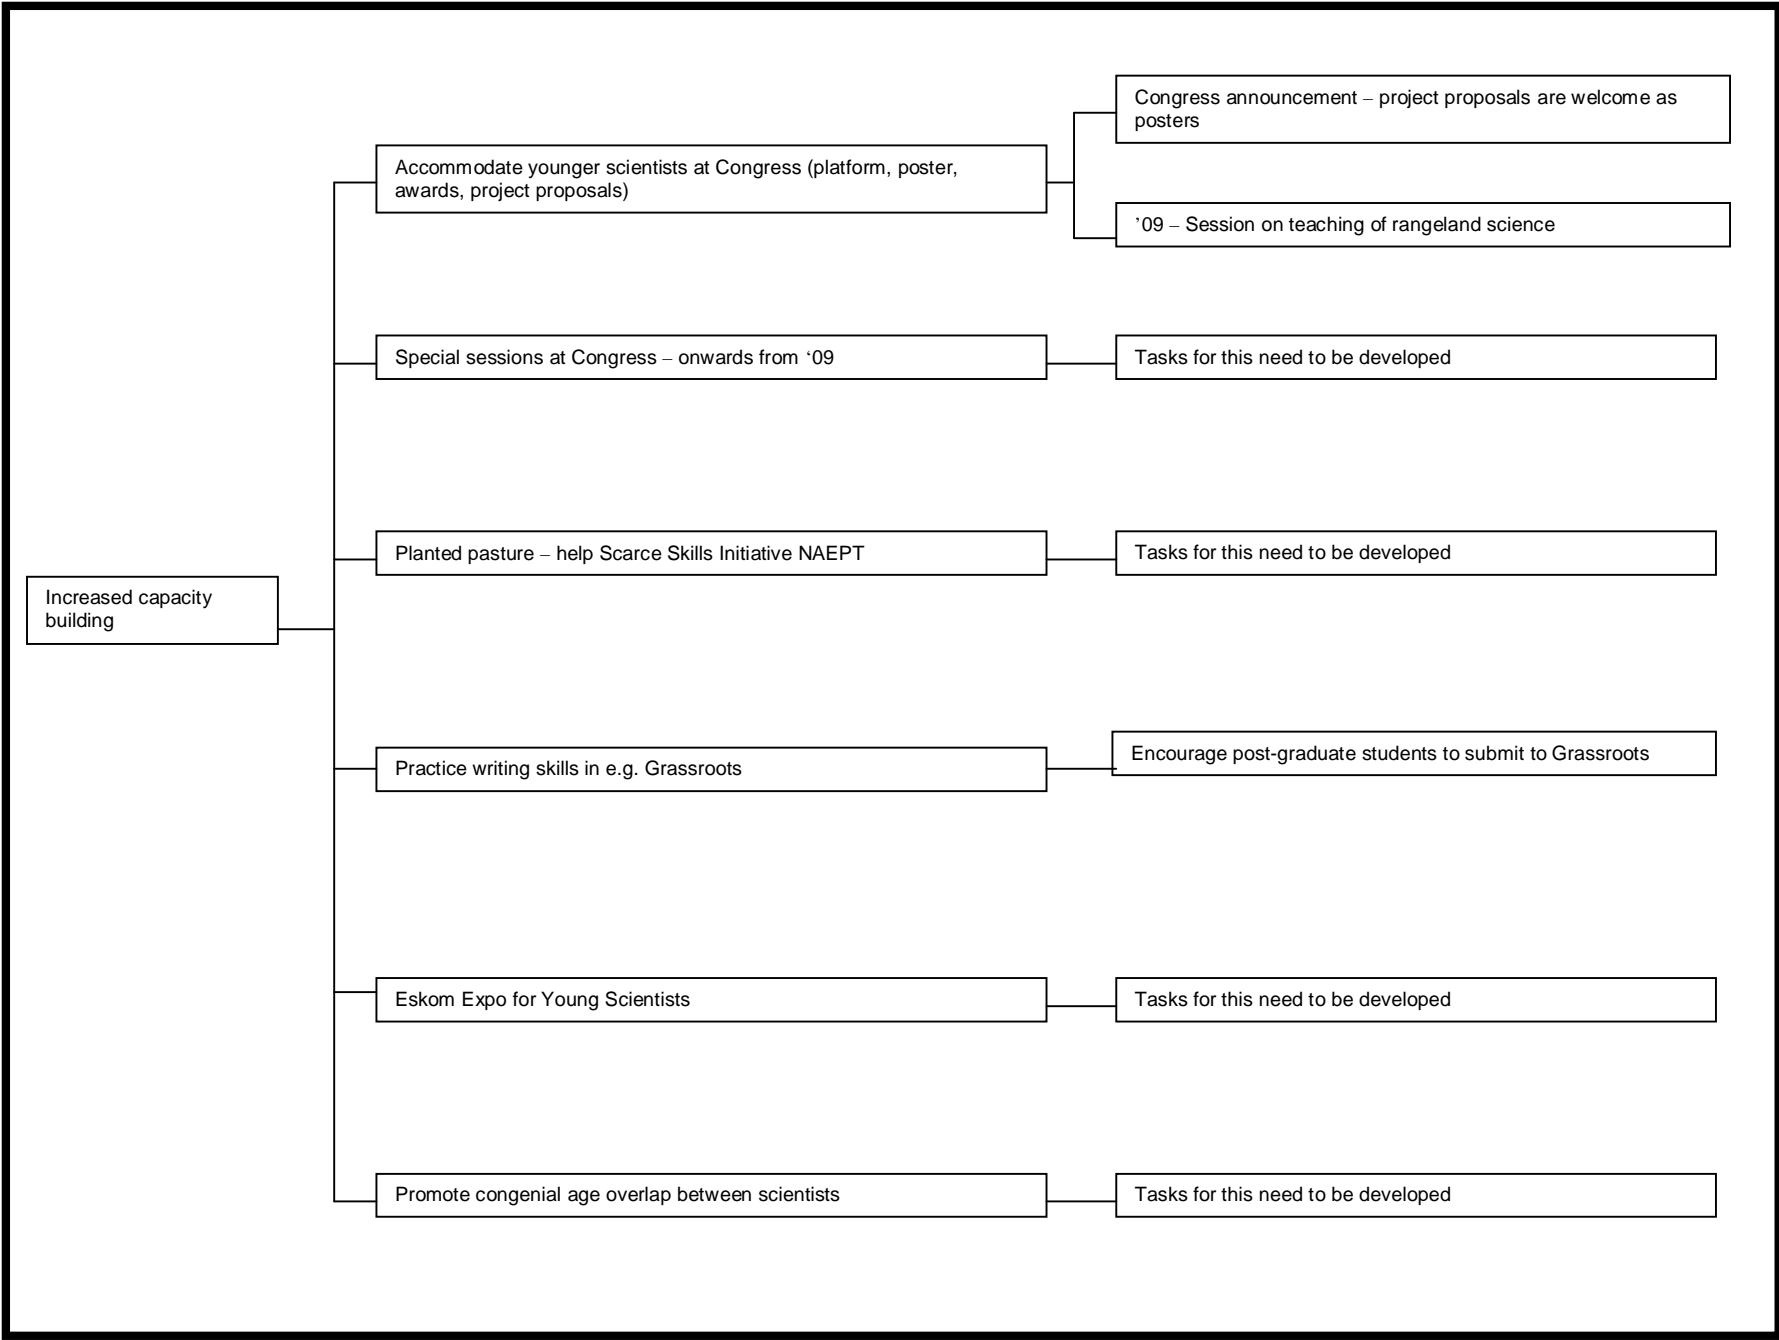 Congress announcement – project proposals are welcome as
posters
Accommodate younger scientists at Congress (platform, poster,
awards, project proposals)
’09 – Session on teaching of rangeland science
Special sessions at Congress – onwards from ‘09
Tasks for this need to be developed
Planted pasture – help Scarce Skills Initiative NAEPT
Tasks for this need to be developed
Increased capacity
building
Practice writing skills in e.g. Grassroots
Encourage post-graduate students to submit to Grassroots
Eskom Expo for Young Scientists
Tasks for this need to be developed
Promote congenial age overlap between scientists
Tasks for this need to be developed